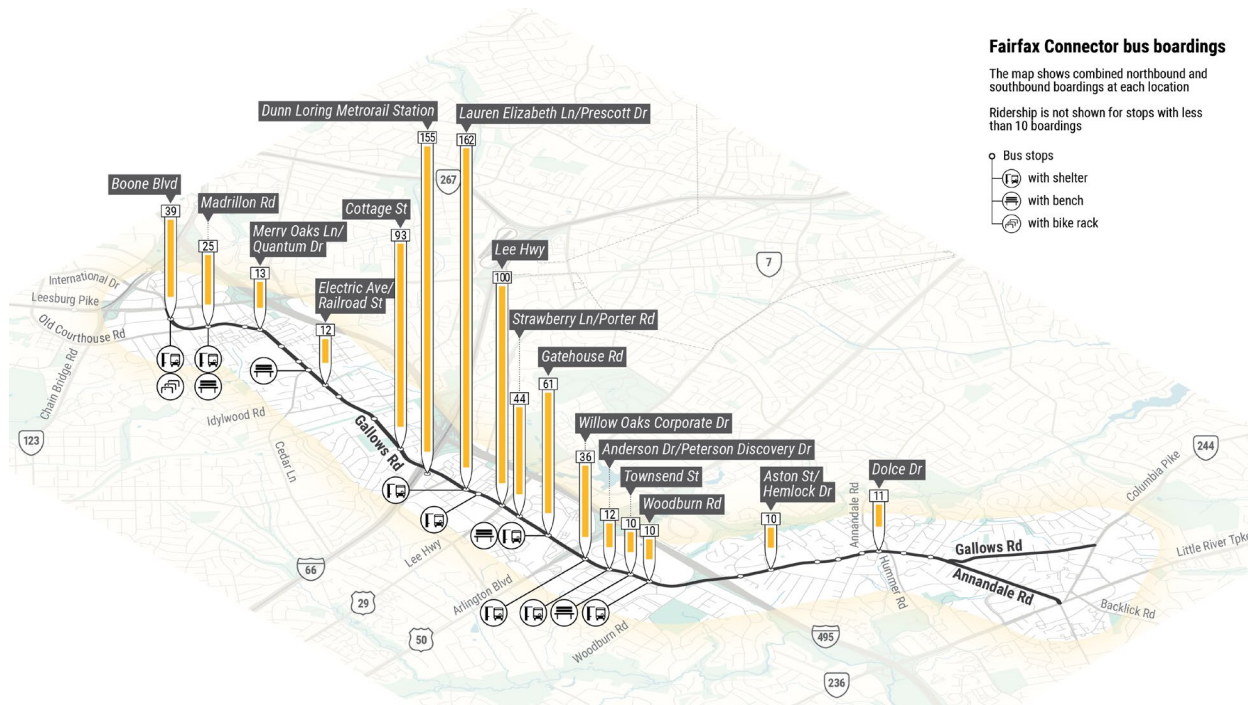 Fairfax Connector bus boardings
The map shows combined northbound and
southbound boardings at each location
Ridership is not shown for stops with less
than 10 boardings
Bus stops
with shelter
with bench
with bike rack
Dunn Loring Metrorail Station
155
Lauren Elizabeth Ln/Prescott Dr
162
267
Boone Blvd
39
Madrillon Rd
25
Merry Oaks Ln/
Quantum Dr
13
Cottage St
93
Electric Ave/
Railroad St
12
Lee Hwy
100
7
Strawberry Ln/Porter Rd
44
Gatehouse Rd
61
Willow Oaks Corporate Dr
36
Anderson Dr/Peterson Discovery Dr
12
Townsend St
10
Woodburn Rd
10
Aston St/
Hemlock Dr
10
Dolce Dr
11
International Dr
Leesburg Pike
Old Courthouse Rd
Chain Bridge Rd
123
Idylwood Rd
Cedar Ln
Gallows Rd
Lee Hwy
66
29
50
Arlington Blvd
Woodburn Rd
495
236
Annandale Rd
Hummer Rd
Gallows Rd
Annandale Rd
Columbia Pike
244
Little River Tpke
Backlick Rd